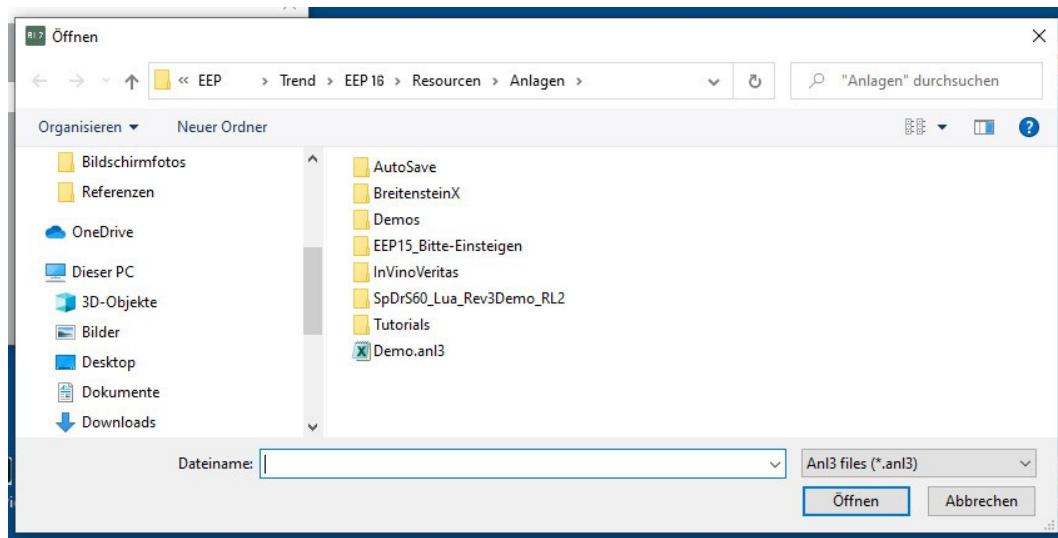 Öffnen
« EEP > Trend > EEP 16 > Resourcen > Anlagen >
"Anlagen" durchsuchen
Organisieren
Neuer Ordner
Bildschirmfotos
Referenzen
OneDrive
Dieser PC
3D-Objekte
Bilder
Desktop
Dokumente
Downloads
AutoSave
BreitensteinX
Demos
EEP15_Bitte-Einsteigen
InVinoVeritas
SpDrS60_Lua_Rev3Demo_RL2
Tutorials
Demo.anl3
Dateiname:
Anl3 files (*.anl3)
Öffnen
Abbrechen